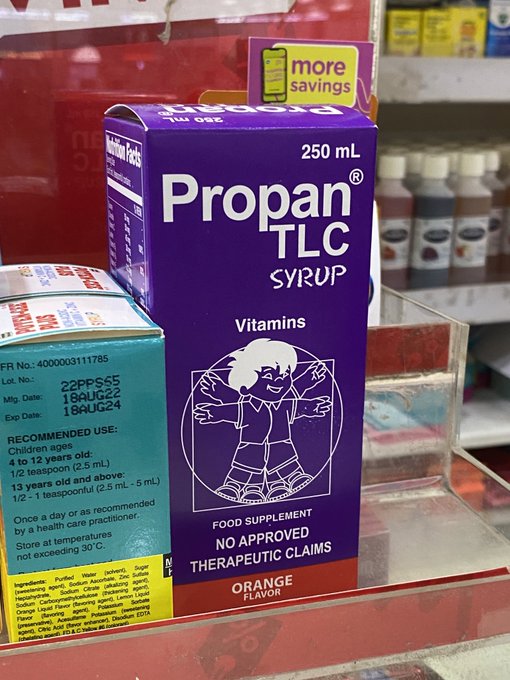 more
savings
Propan
250 mL
Nutrition Facts
250 mL
Propan®
TLC
SYRUP
Vitamins
FOOD SUPPLEMENT
NO APPROVED
THERAPEUTIC CLAIMS
ORANGE
FLAVOR
FR No.: 4000003111785
Lot. No.: 22PPS65
Mfg. Date: 18AUG22
Exp Date: 18AUG24
RECOMMENDED USE:
Children ages
4 to 12 years old:
1/2 teaspoon (2.5 mL)
13 years old and above:
1/2 - 1 teaspoonful (2.5 mL - 5 mL)
Once a day or as recommended
by a health care practitioner.
Store at temperatures
not exceeding 30°C.
Ingredients: Purified Water (solvent), Sugar
(sweetening agent), Sodium Ascorbate, Zinc Sulfate
Heptahydrate, Sodium Citrate (alkalizing agent),
Sodium Carboxymethylcellulose (thickening agent),
Orange Liquid Flavor (flavoring agent), Lemon Liquid
Flavor (flavoring agent), Potassium Sorbate
(preservative), Acesulfame Potassium (sweetening
agent), Citric Acid (flavor enhancer), Disodium EDTA
(chelating agent), FD & C Yellow #6 (colorant)